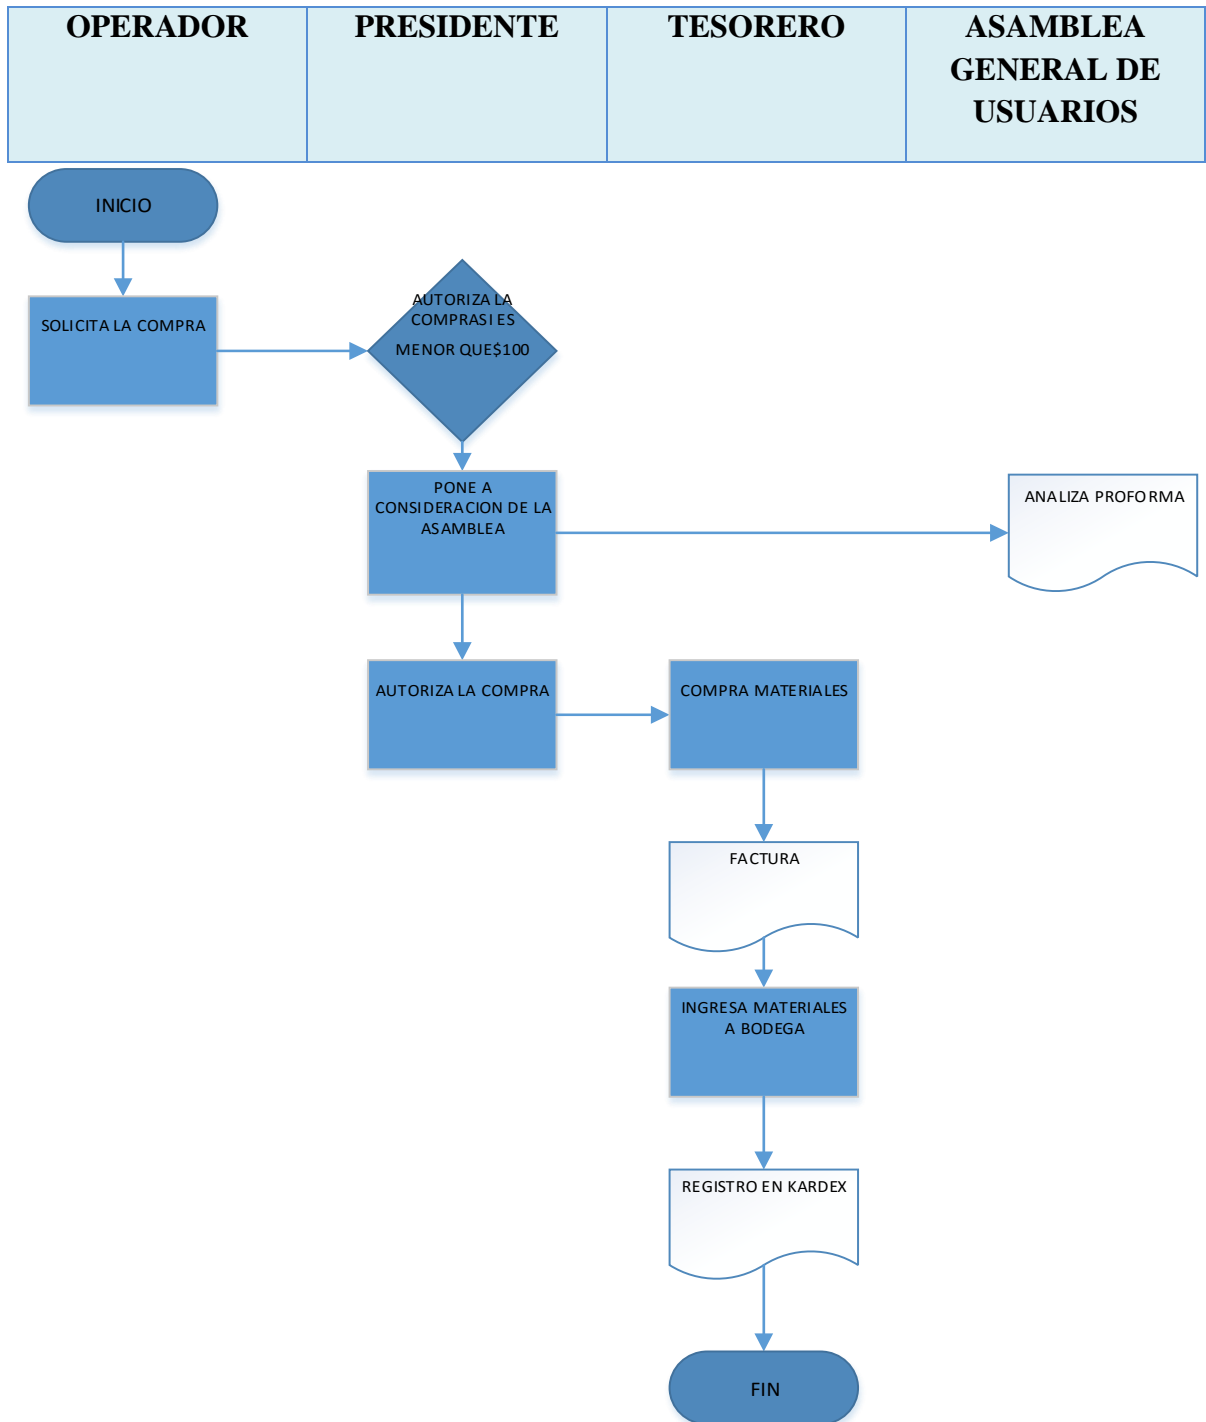 OPERADOR
PRESIDENTE
TESORERO
ASAMBLEA
GENERAL DE
USUARIOS
INICIO
SOLICITA LA COMPRA
AUTORIZA LA
COMPRASI ES
MENOR QUE$100
PONE A
CONSIDERACION DE LA
ASAMBLEA
ANALIZA PROFORMA
AUTORIZA LA COMPRA
COMPRA MATERIALES
FACTURA
INGRESA MATERIALES
A BODEGA
REGISTRO EN KARDEX
FIN